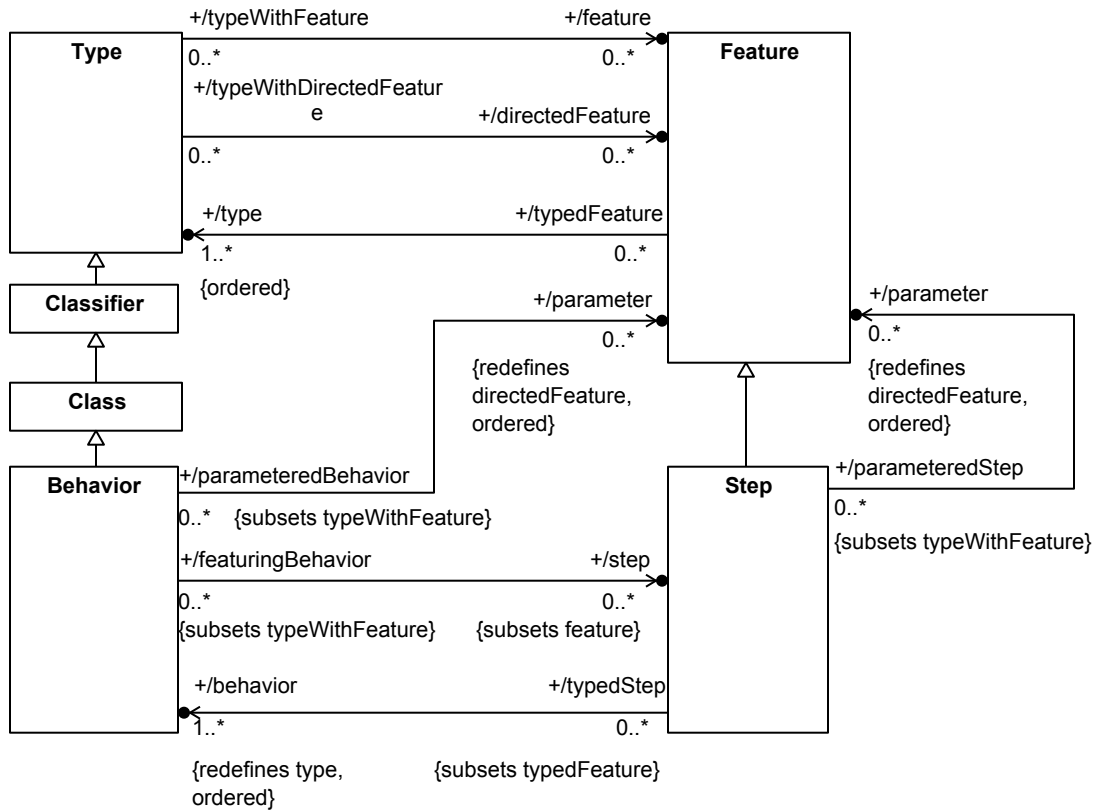 +/typeWithFeature
+/feature
Type
Feature
0..*
0..*
+/typeWithDirectedFeatur
e
+/directedFeature
0..*
0..*
+/type
+/typedFeature
1..*
0..*
{ordered}
Classifier
+/parameter
0..*
{redefines
directedFeature,
ordered}
+/parameter
0..*
{redefines
directedFeature,
ordered}
Class
Behavior
+/parameteredBehavior
0..*
{subsets typeWithFeature}
Step
+/parameteredStep
0..*
{subsets typeWithFeature}
+/featuringBehavior
+/step
0..*
0..*
{subsets typeWithFeature}
{subsets feature}
+/behavior
+/typedStep
1..*
0..*
{redefines type,
ordered}
{subsets typedFeature}